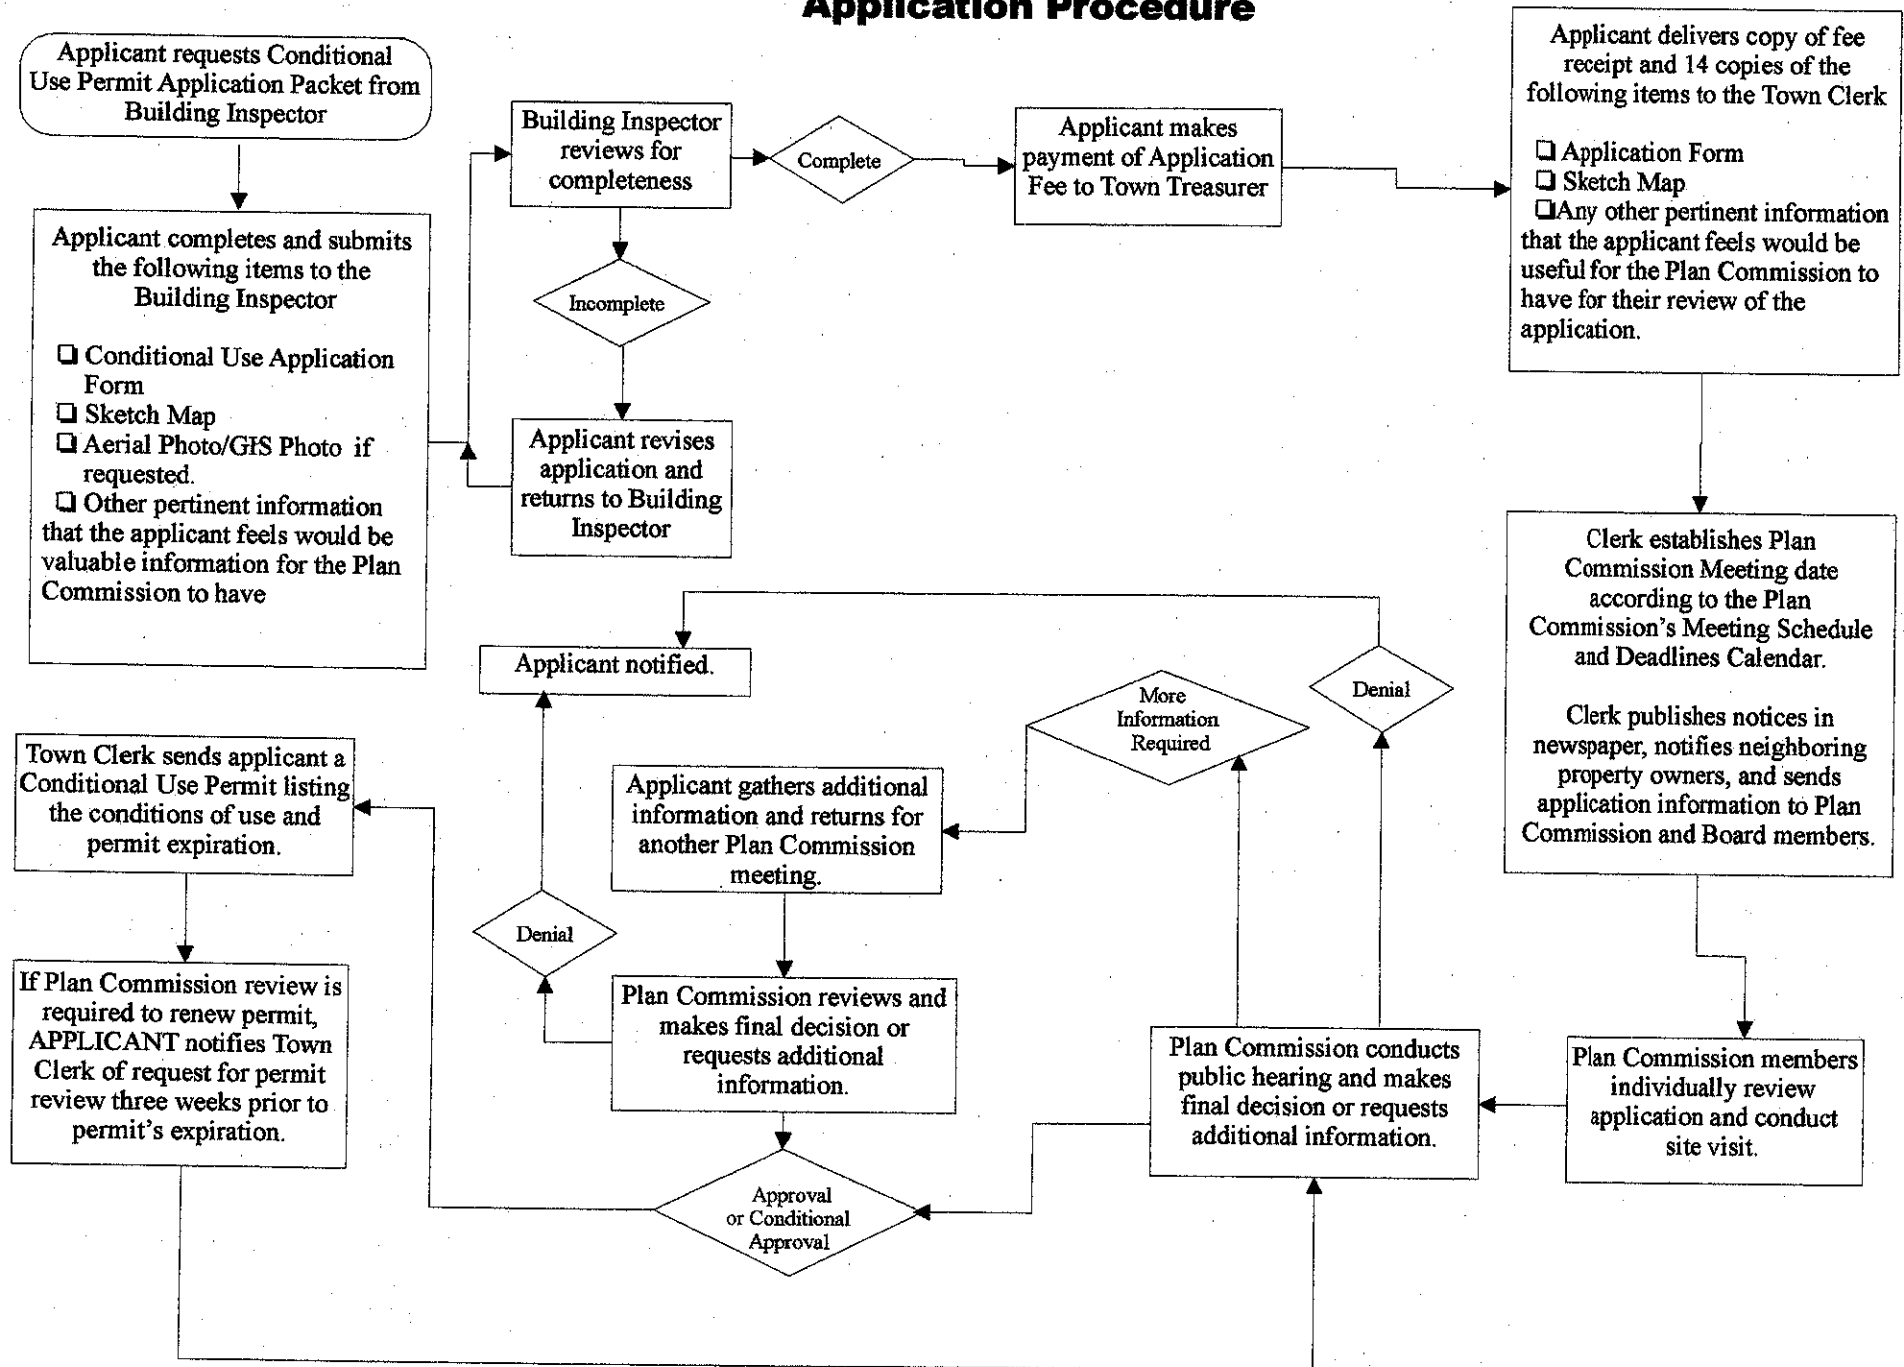 Application Procedure
Applicant requests Conditional
Use Permit Application Packet from
Building Inspector
Applicant completes and submits
the following items to the
Building Inspector
❑ Conditional Use Application
Form
❑ Sketch Map
❑ Aerial Photo/GIS Photo if
requested.
❑ Other pertinent information
that the applicant feels would be
valuable information for the Plan
Commission to have
Building Inspector
reviews for
completeness
Complete
Incomplete
Applicant revises
application and
returns to Building
Inspector
Applicant makes
payment of Application
Fee to Town Treasurer
Applicant delivers copy of fee
receipt and 14 copies of the
following items to the Town Clerk
❑ Application Form
❑ Sketch Map
❑Any other pertinent information
that the applicant feels would be
useful for the Plan Commission to
have for their review of the
application.
Clerk establishes Plan
Commission Meeting date
according to the Plan
Commission's Meeting Schedule
and Deadlines Calendar.
Clerk publishes notices in
newspaper, notifies neighboring
property owners, and sends
application information to Plan
Commission and Board members.
Plan Commission members
individually review
application and conduct
site visit.
Plan Commission conducts
public hearing and makes
final decision or requests
additional information.
Denial
More
Information
Required
Applicant gathers additional
information and returns for
another Plan Commission
meeting.
Plan Commission reviews and
makes final decision or
requests additional
information.
Denial
Applicant notified.
Approval
or Conditional
Approval
Town Clerk sends applicant a
Conditional Use Permit listing
the conditions of use and
permit expiration.
If Plan Commission review is
required to renew permit,
APPLICANT notifies Town
Clerk of request for permit
review three weeks prior to
permit's expiration.